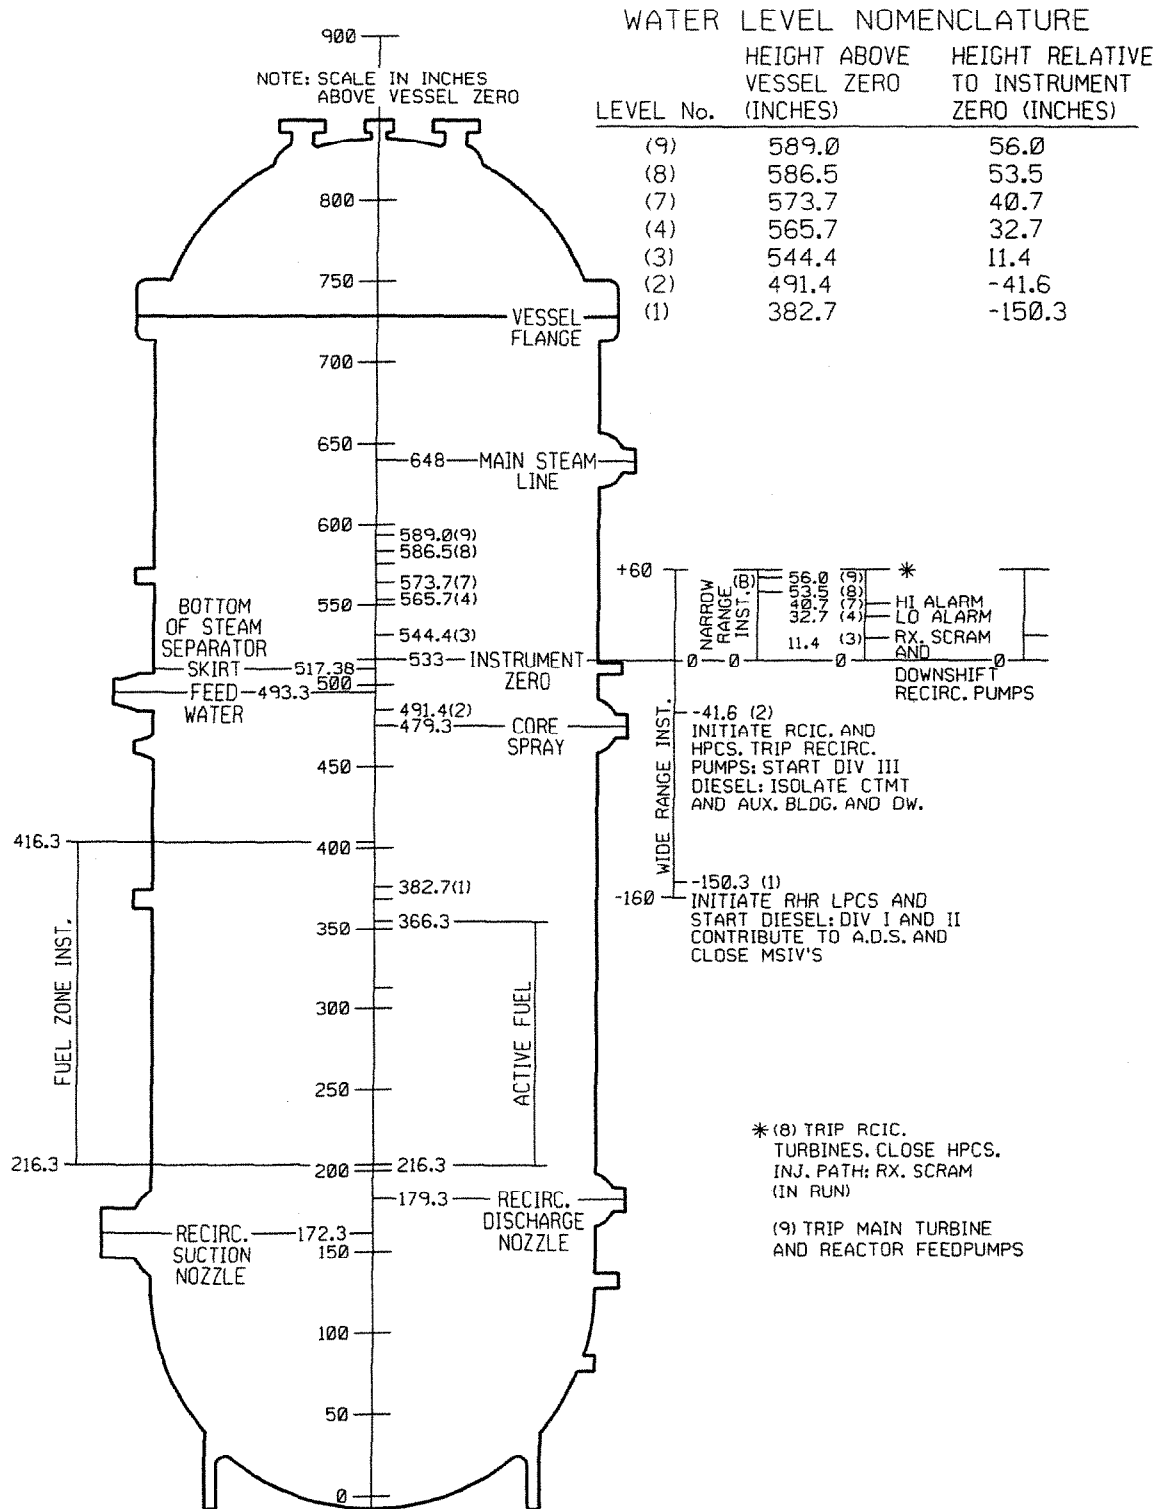 WATER LEVEL NOMENCLATURE
HEIGHT ABOVE HEIGHT RELATIVE
VESSEL ZERO TO INSTRUMENT
LEVEL No. (INCHES) ZERO (INCHES)
(9) 589.0 56.0
(8) 586.5 53.5
(7) 573.7 40.7
(4) 565.7 32.7
(3) 544.4 11.4
(2) 491.4 -41.6
(1) 382.7 -150.3
900
NOTE: SCALE IN INCHES
ABOVE VESSEL ZERO
800
750
VESSEL
FLANGE
700
650
648 MAIN STEAM
LINE
600
589.0(9)
586.5(8)
573.7(7)
565.7(4)
550
544.4(3)
533 INSTRUMENT
ZERO
BOTTOM
OF STEAM
SEPARATOR
SKIRT 517.38
500
FEED 493.3
WATER
491.4(2)
479.3 CORE
SPRAY
450
416.3
400
382.7(1)
366.3
350
300
250
FUEL ZONE INST.
ACTIVE FUEL
216.3
200
216.3
179.3 RECIRC.
DISCHARGE
NOZZLE
RECIRC. 172.3
SUCTION
NOZZLE
150
100
50
0
+60
NARROW
RANGE
INST.
(8)
56.0 (9)
53.5 (8)
40.7 (7) HI ALARM
32.7 (4) LO ALARM
11.4 (3) RX. SCRAM
AND
DOWNSHIFT
RECIRC. PUMPS
0 0 0 0
*
WIDE RANGE INST.
-41.6 (2)
INITIATE RCIC. AND
HPCS. TRIP RECIRC.
PUMPS: START DIV III
DIESEL: ISOLATE CTMT
AND AUX. BLDG. AND DW.
-150.3 (1)
-160
INITIATE RHR LPCS AND
START DIESEL: DIV I AND II
CONTRIBUTE TO A.D.S. AND
CLOSE MSIV'S
* (8) TRIP RCIC.
TURBINES. CLOSE HPCS.
INJ. PATH: RX. SCRAM
(IN RUN)
(9) TRIP MAIN TURBINE
AND REACTOR FEEDPUMPS